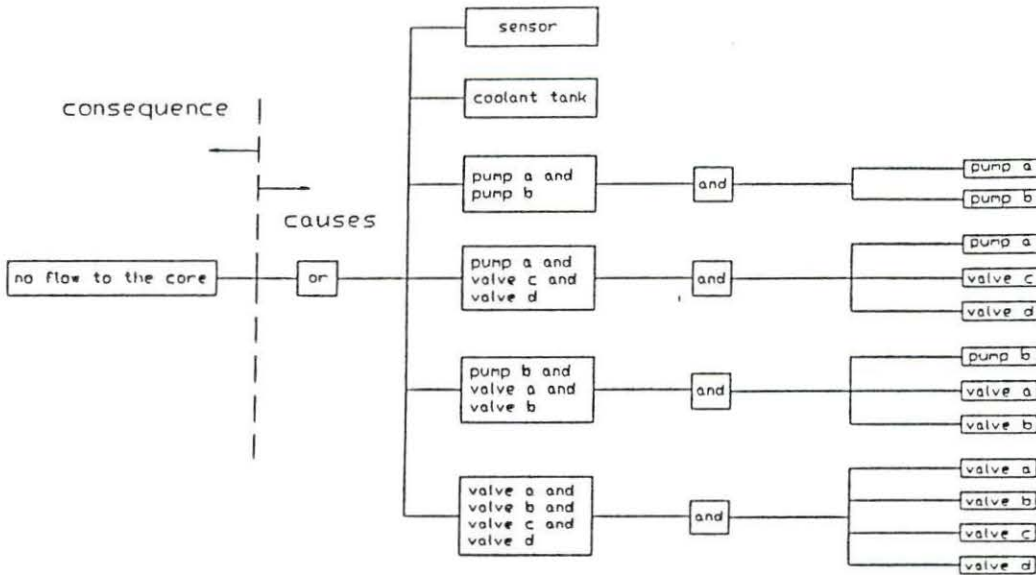 sensor
coolant tank
consequence
pump a and
pump b
and
pump a
pump b
causes
no flow to the core
or
pump a and
valve c and
valve d
and
pump a
valve c
valve d
pump b and
valve a and
valve b
and
pump b
valve a
valve b
valve a and
valve b and
valve c and
valve d
and
valve a
valve b
valve c
valve d